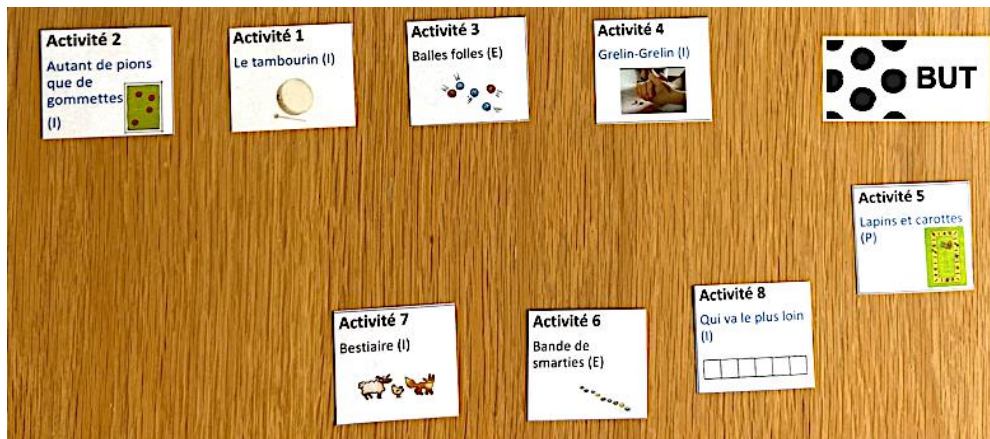 Activité 2
Autant de pions
que de
gommettes
(I)
Activité 1
Le tambourin (I)
Activité 3
Balles folles (E)
Activité 4
Grelin-Grelin (I)
BUT
Activité 5
Lapins et carottes
(P)
Activité 7
Bestiaire (I)
Activité 6
Bande de
smarties (E)
Activité 8
Qui va le plus loin
(I)